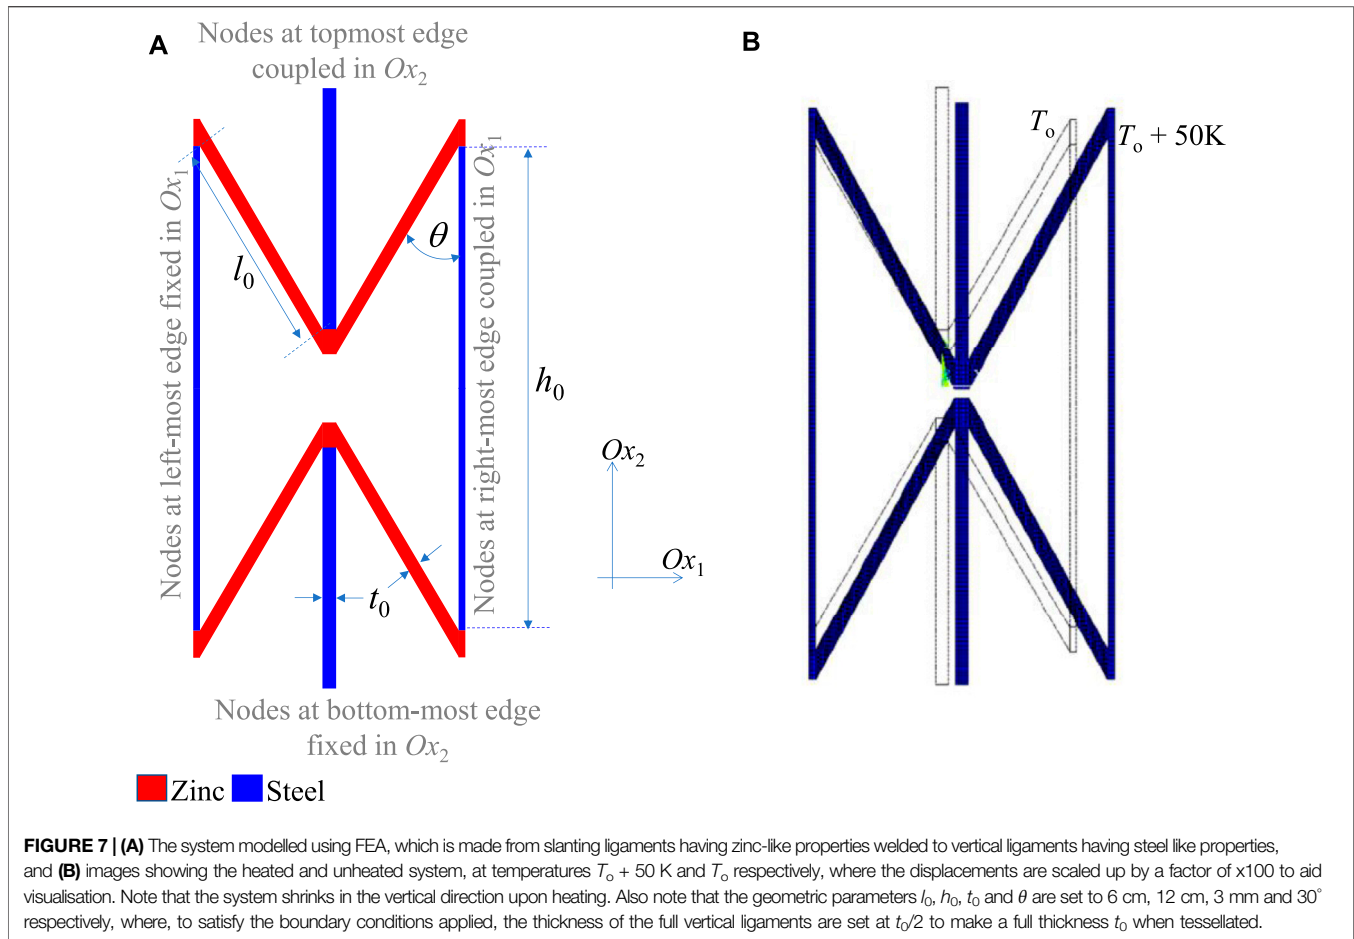 A
Nodes at topmost edge
coupled in Ox2
Nodes at left-most edge fixed in Ox1
l0
θ
Nodes at right-most edge coupled in Ox1
h0
t0
Ox2
Ox1
Nodes at bottom-most edge
fixed in Ox2
Zinc Steel
B
To
To + 50K
FIGURE 7 | (A) The system modelled using FEA, which is made from slanting ligaments having zinc-like properties welded to vertical ligaments having steel like properties,
and (B) images showing the heated and unheated system, at temperatures To + 50 K and To respectively, where the displacements are scaled up by a factor of x100 to aid
visualisation. Note that the system shrinks in the vertical direction upon heating. Also note that the geometric parameters l0, h0, t0 and θ are set to 6 cm, 12 cm, 3 mm and 30°
respectively, where, to satisfy the boundary conditions applied, the thickness of the full vertical ligaments are set at t0/2 to make a full thickness t0 when tessellated.